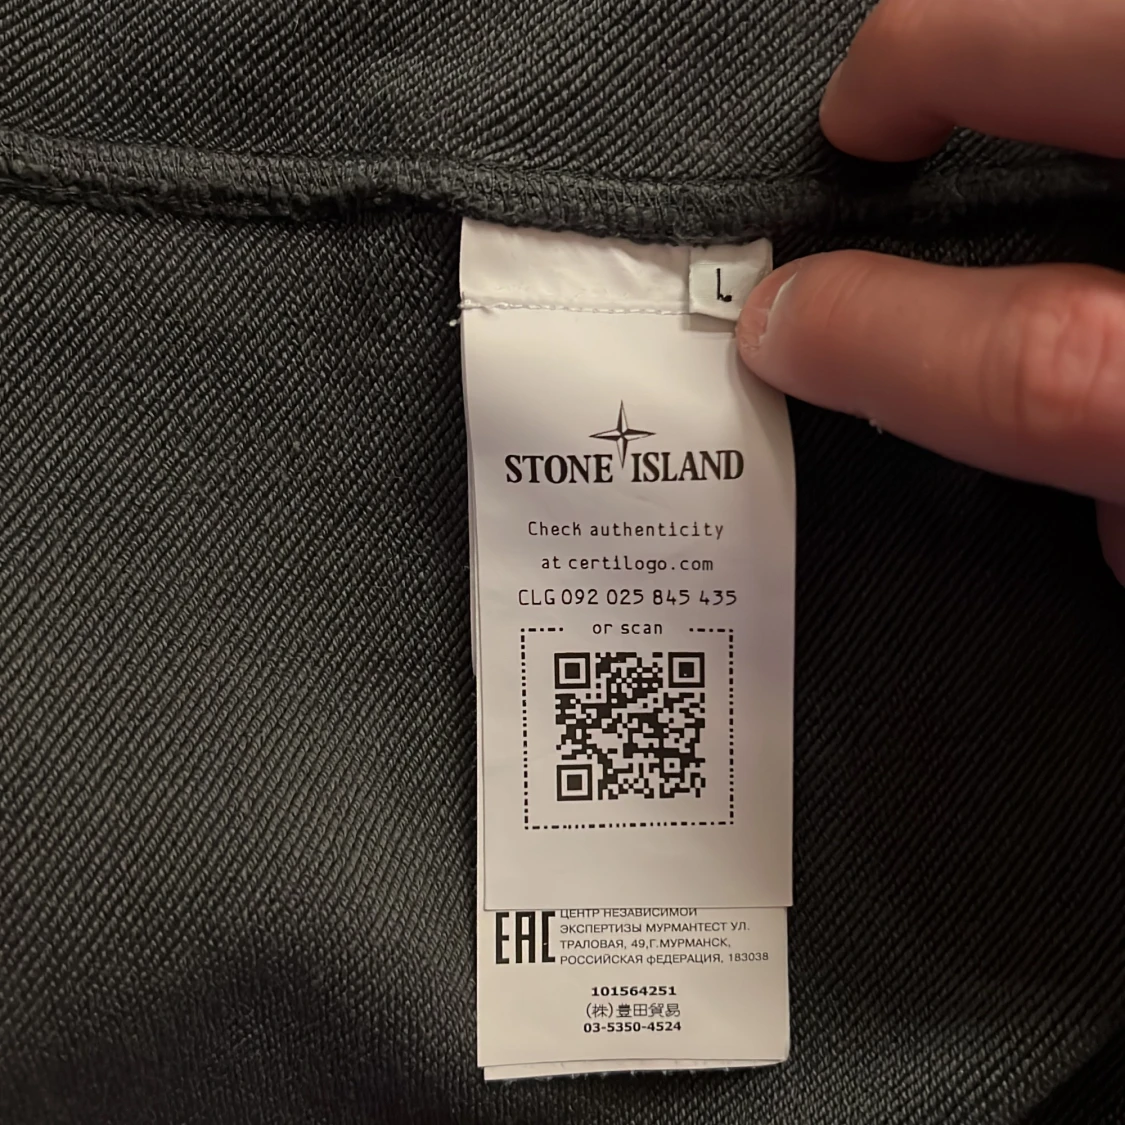 L
STONE ISLAND
Check authenticity
at certilogo.com
CLG 092 025 845 435
or scan
EAC
ЦЕНТР НЕЗАВИСИМОЙ
ЭКСПЕРТИЗЫ МУРМАНТЕСТ УЛ.
ТРАЛОВАЯ, 49,Г.МУРМАНСК,
РОССИЙСКАЯ ФЕДЕРАЦИЯ, 183038
101564251
(株)豊田貿易
03-5350-4524